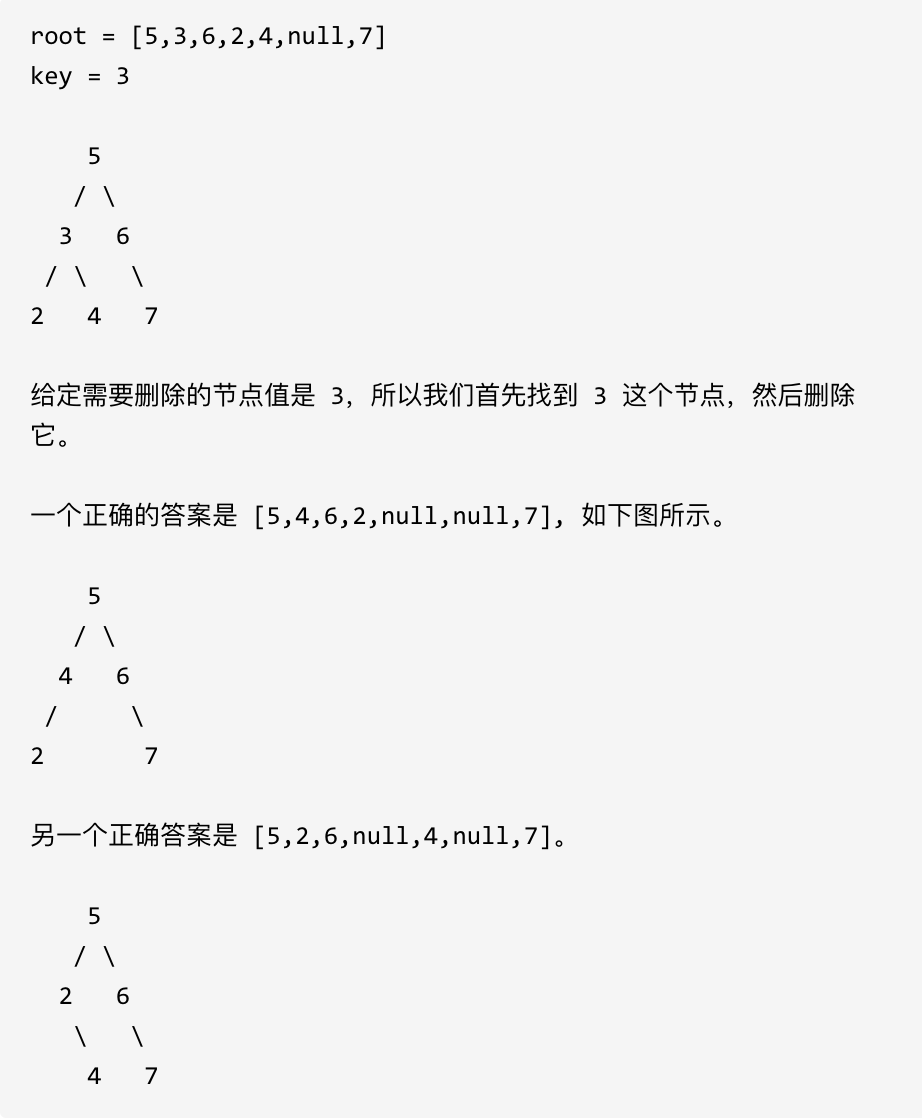 root = [5,3,6,2,4,null,7]
key = 3
    5
   / \
  3   6
 / \   \
2   4   7
给定需要删除的节点值是 3，所以我们首先找到 3 这个节点，然后删除
它。
一个正确的答案是 [5,4,6,2,null,null,7], 如下图所示。
    5
   / \
  4   6
 /     \
2       7
另一个正确答案是 [5,2,6,null,4,null,7]。
    5
   / \
  2   6
   \   \
    4   7